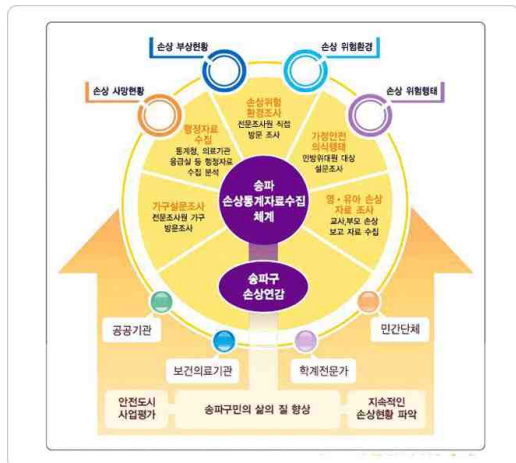 손상 부상현황
손상 위험환경
손상 사망현황
손상 위험행태
손상위험
환경조사
전문조사원 직접
방문 조사
행정자료
수집
통계청, 의료기관
응급실 등 행정자료
수집 분석
가정안전
의식행태
민방위대원 대상
설문조사
가구설문조사
전문조사원 가구
방문조사
영·유아 손상
자료 조사
교사,부모 손상
보고 자료 수집
송파
손상통계자료수집
체계
송파구
손상연감
공공기관
민간단체
보건의료기관
학계전문가
안전도시
사업평가
송파구민의 삶의 질 향상
지속적인
손상현황 파악